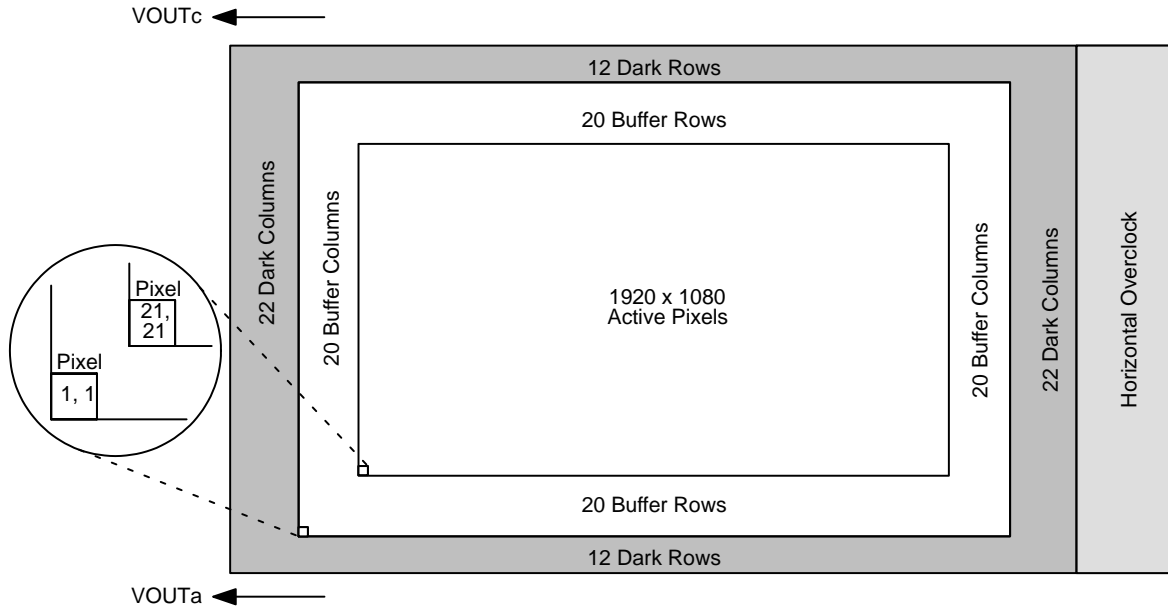 VOUTc
12 Dark Rows
20 Buffer Rows
22 Dark Columns
20 Buffer Columns
1920 x 1080
Active Pixels
20 Buffer Columns
22 Dark Columns
Horizontal Overclock
Pixel
21,
21
Pixel
1, 1
20 Buffer Rows
12 Dark Rows
VOUTa